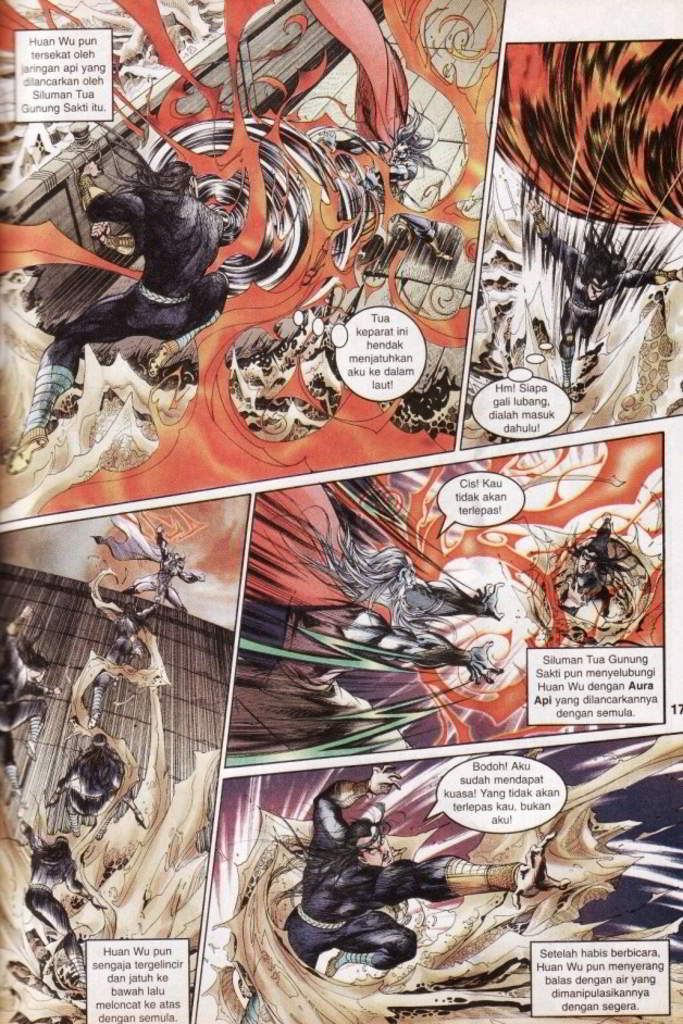 Huan Wu pun
tersekat oleh
jaringan api yang
dilancarkan oleh
Siluman Tua
Gunung Sakti itu.
Tua
keparat ini
hendak
menjatuhkan
aku ke dalam
laut!
Hm! Siapa
gali lubang,
dialah masuk
dahulu!
Huan Wu pun
sengaja tergelincir
dan jatuh ke
bawah lalu
meloncat ke atas
dengan semula.
Cis! Kau
tidak akan
terlepas!
Siluman Tua Gunung
Sakti pun menyelubungi
Huan Wu dengan Aura
Api yang dilancarkannya
dengan semula.
17
Bodoh! Aku
sudah mendapat
kuasa! Yang tidak akan
terlepas kau, bukan
aku!
Setelah habis berbicara,
Huan Wu pun menyerang
balas dengan air yang
dimanipulasikannya
dengan segera.